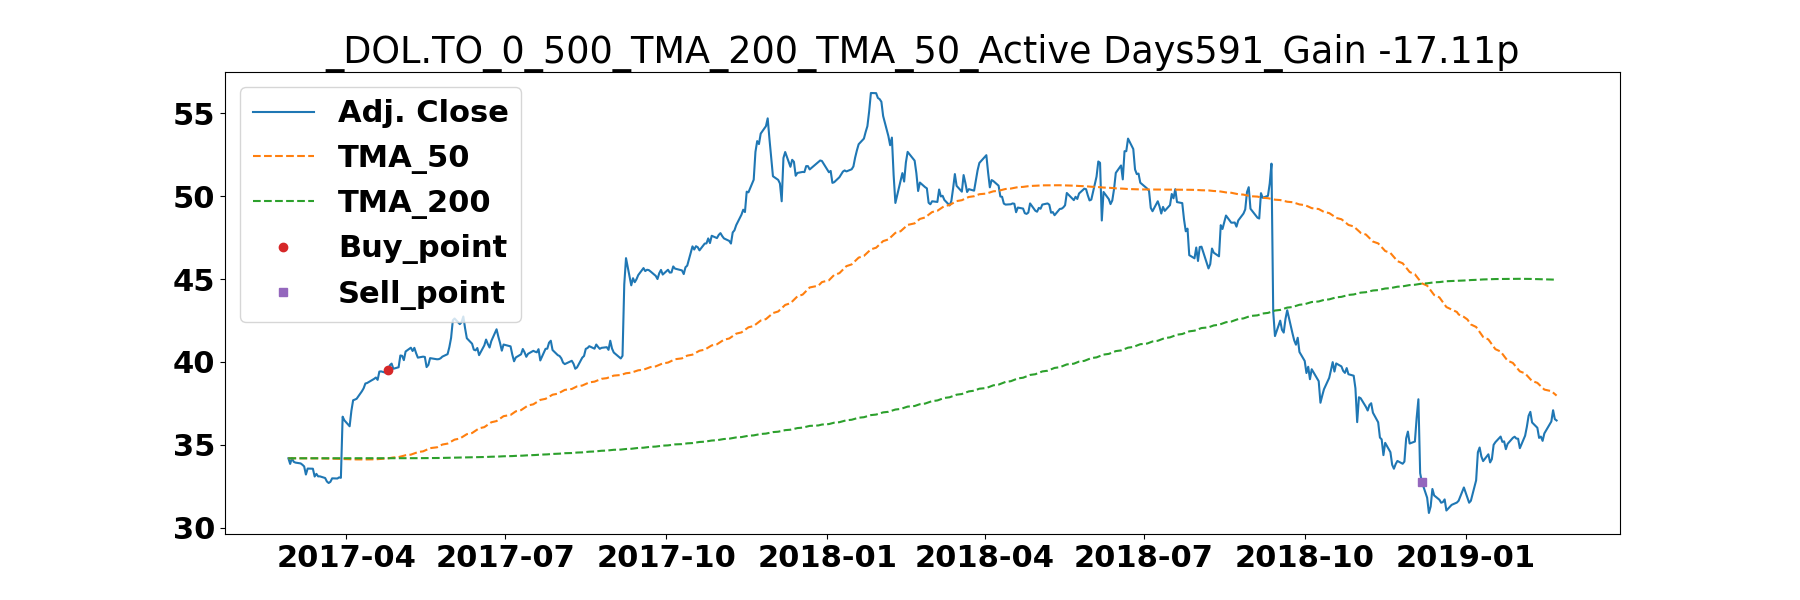 _DOL.TO_0_500_TMA_200_TMA_50_Active Days591_Gain -17.11p
55
50
45
40
35
30
Adj. Close
TMA_50
TMA_200
Buy_point
Sell_point
2017-04 2017-07 2017-10 2018-01 2018-04 2018-07 2018-10 2019-01